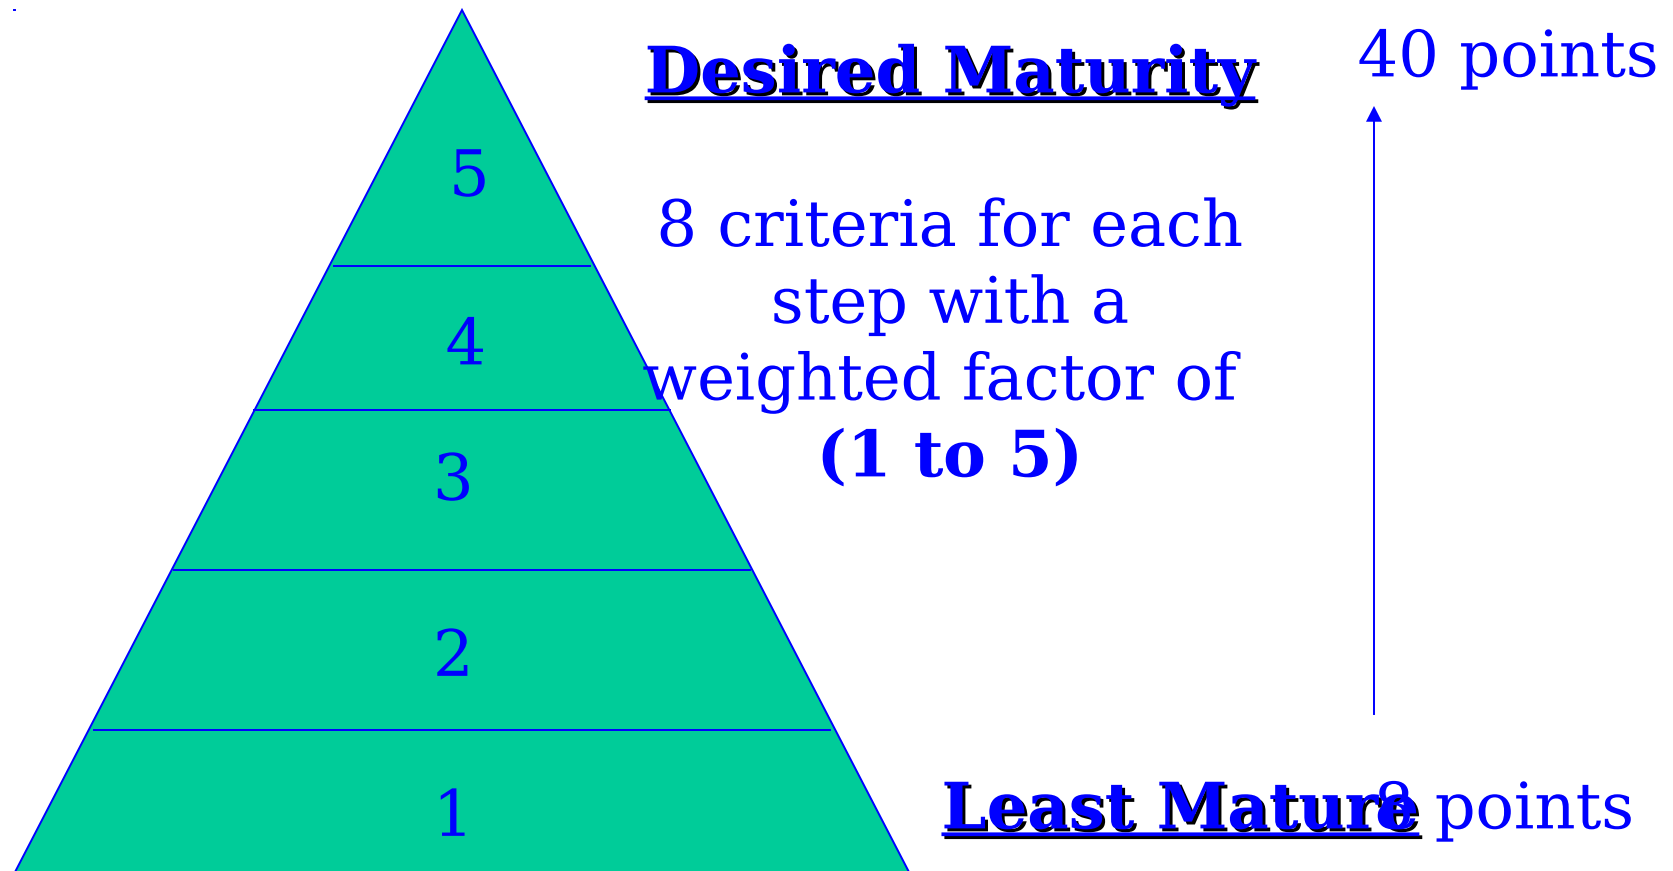 Desired Maturity
40 points
5
8 criteria for each
step with a
4
weighted factor of
(1 to 5)
3
2
1
Least Mature
8 points